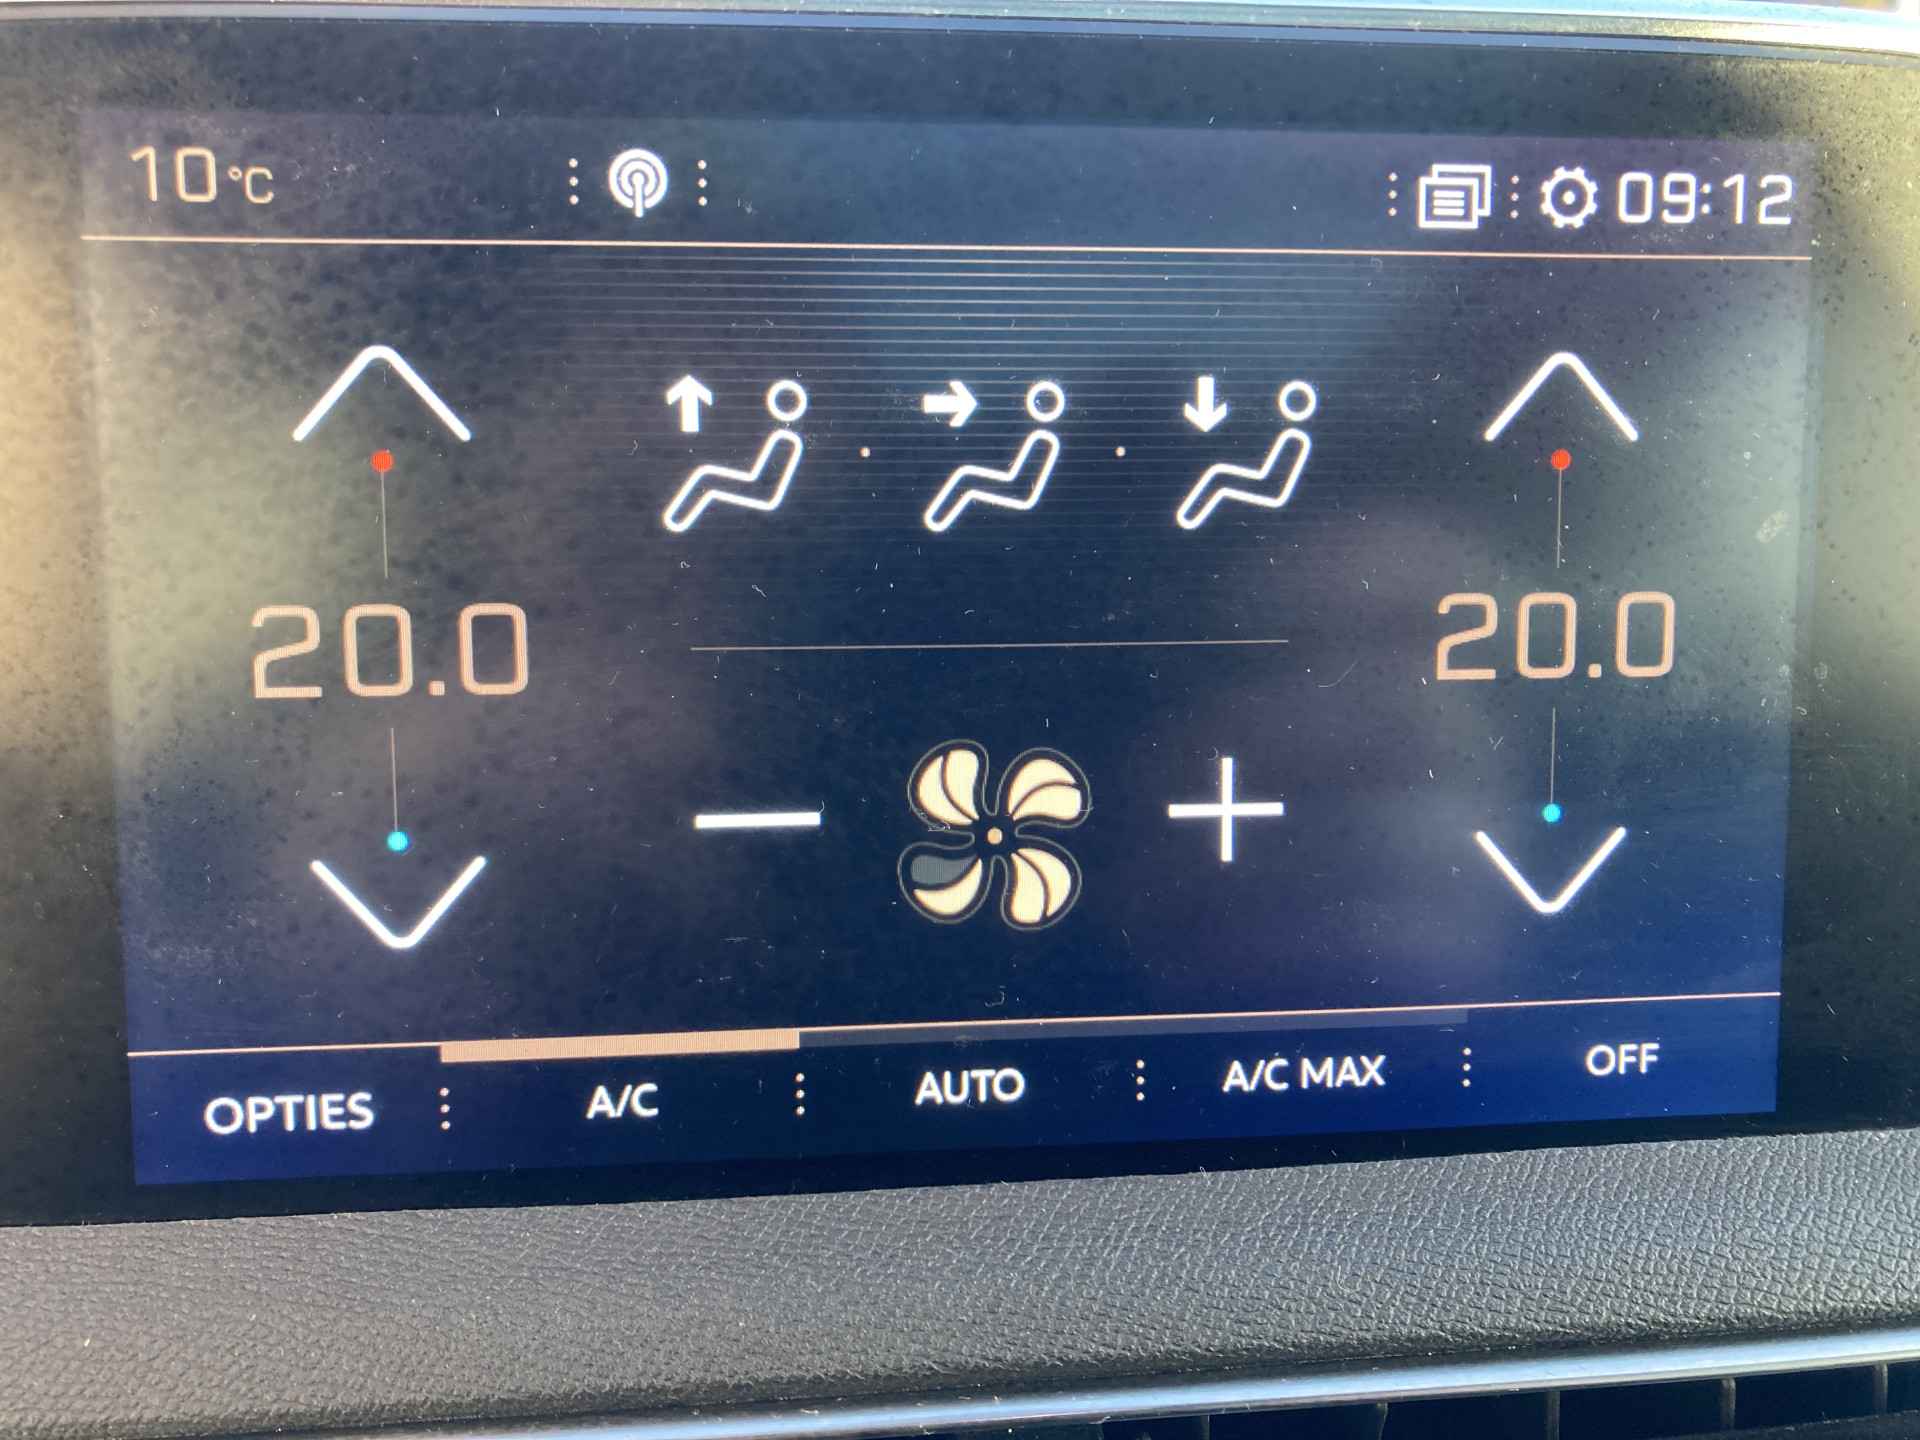 10°C
09:12
20.0
20.0
OPTIES
A/C
AUTO
A/C MAX
OFF